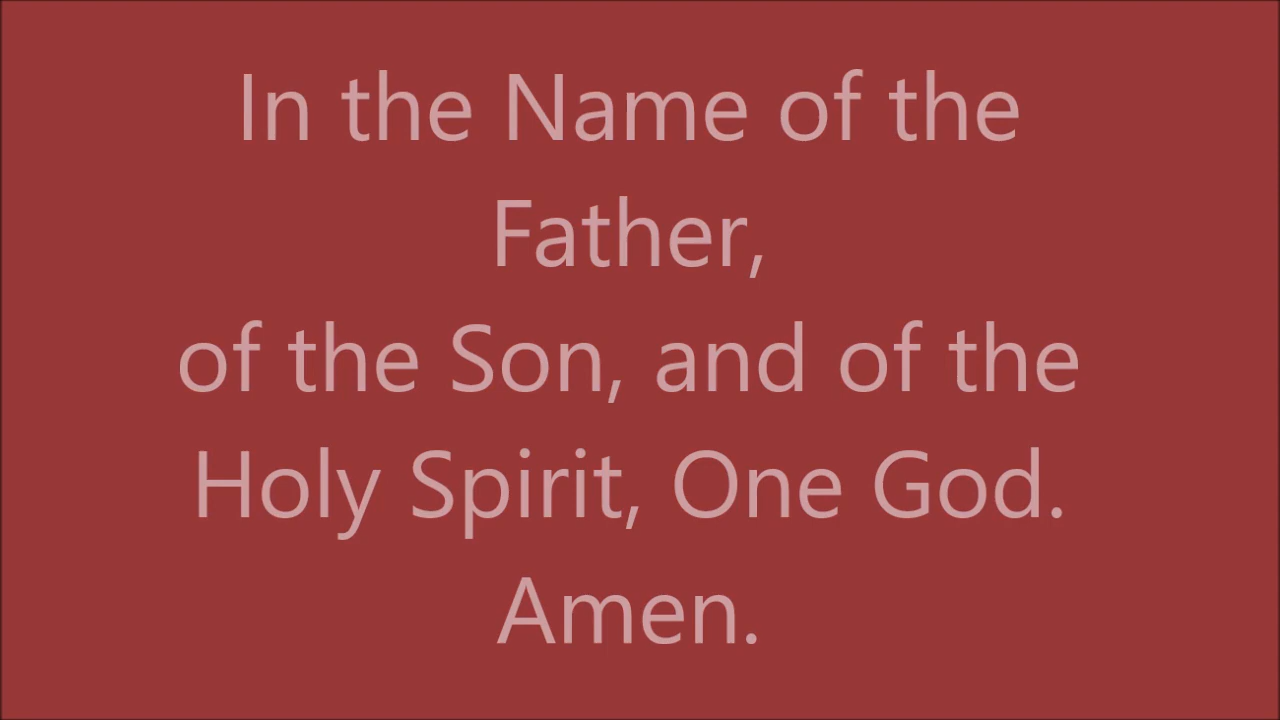 In the Name of the
Father,
of the Son, and of the
Holy Spirit, One God.
Amen.